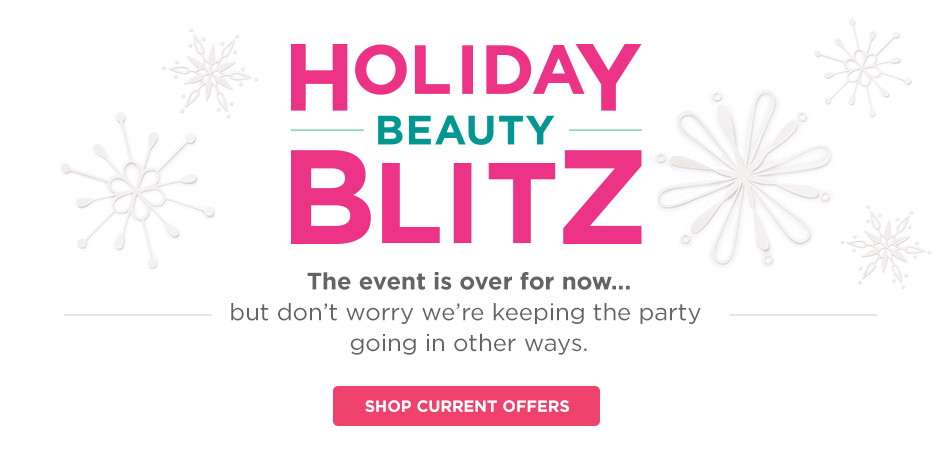 HOLIDAY
BEAUTY
BLITZ
The event is over for now...
but don’t worry we’re keeping the party
going in other ways.
SHOP CURRENT OFFERS